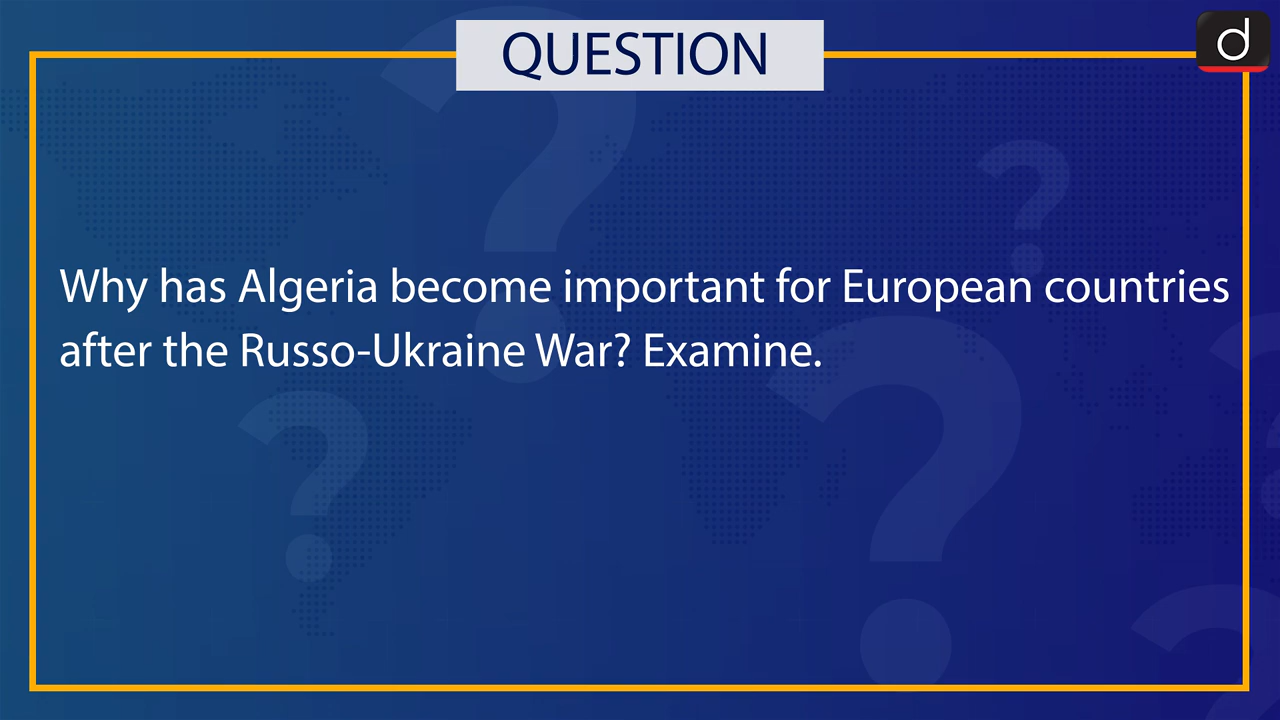 QUESTION
d
Why has Algeria become important for European countries
after the Russo-Ukraine War? Examine.